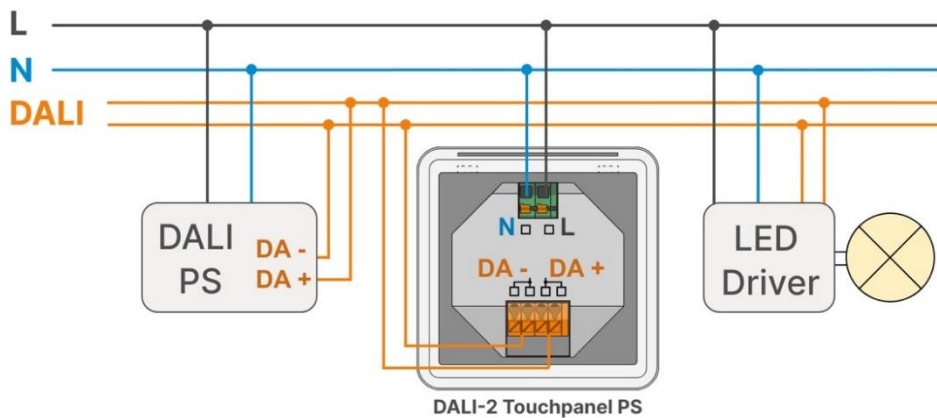 L
N
DALI
DALI
PS
DA -
DA +
N L
DA - DA +
LED
Driver
DALI-2 Touchpanel PS